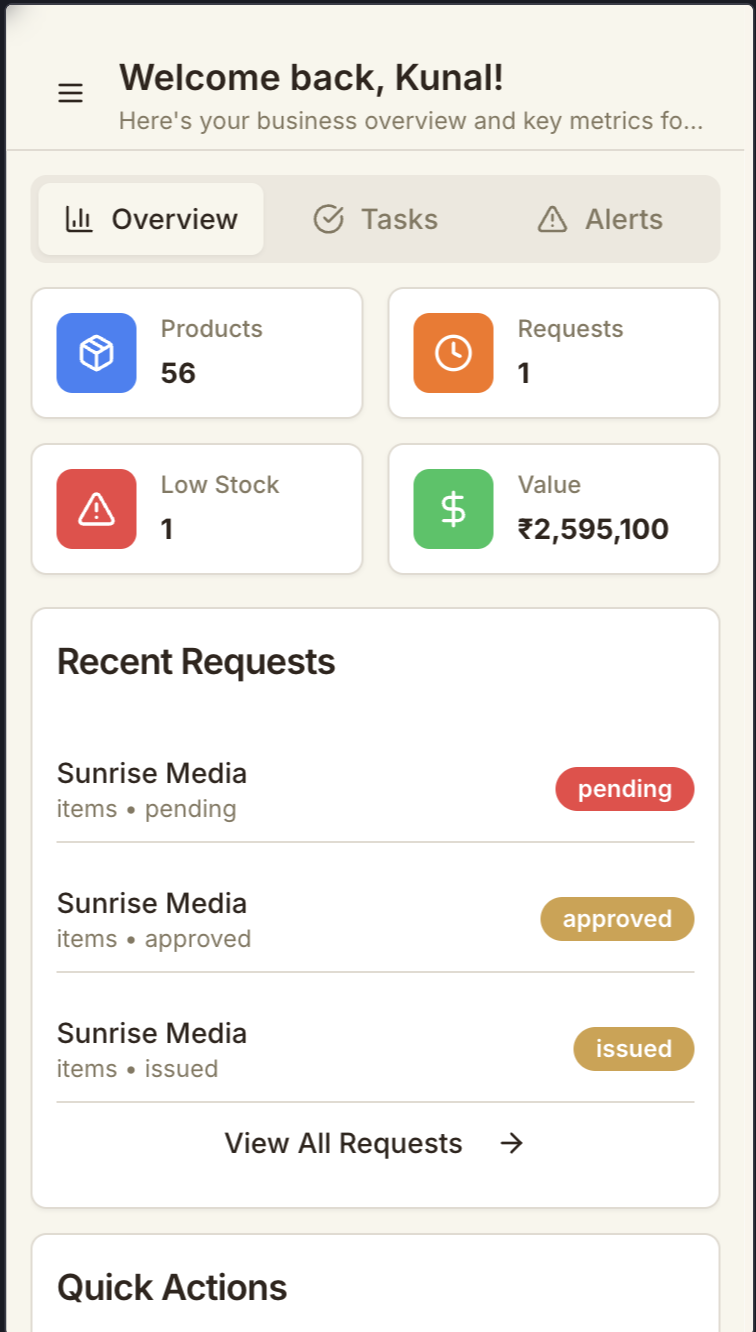 Welcome back, Kunal!
Here's your business overview and key metrics fo...
Overview
Tasks
Alerts
Products
56
Requests
1
Low Stock
1
Value
₹2,595,100
Recent Requests
Sunrise Media
items • pending
pending
Sunrise Media
items • approved
approved
Sunrise Media
items • issued
issued
View All Requests →
Quick Actions